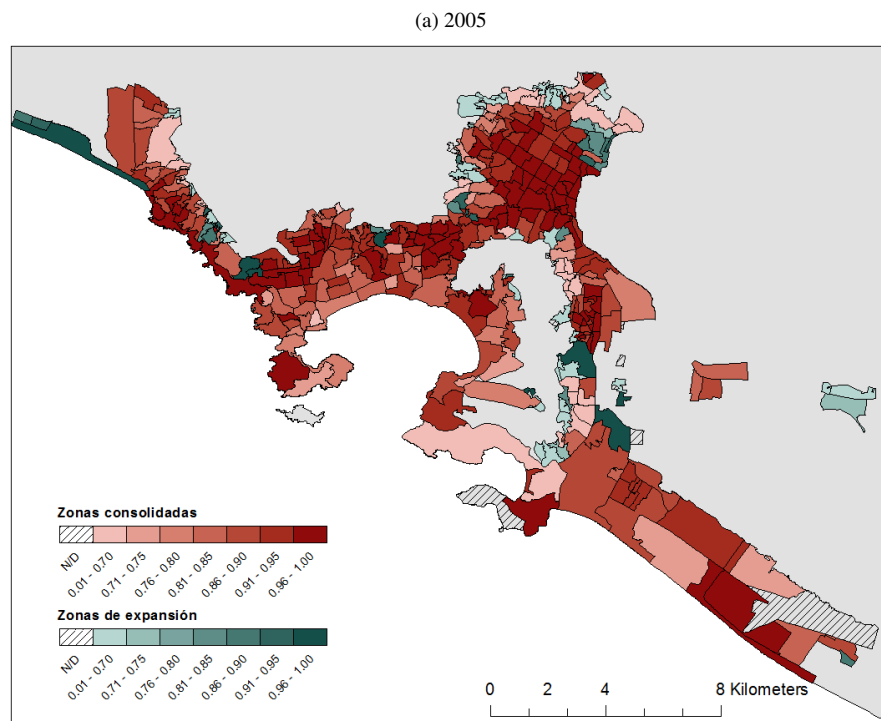 (a) 2005
Zonas consolidadas
N/D 0.01 - 0.70 0.71 - 0.75 0.76 - 0.80 0.81 - 0.85 0.86 - 0.90 0.91 - 0.95 0.96 - 1.00
Zonas de expansión
N/D 0.01 - 0.70 0.71 - 0.75 0.76 - 0.80 0.81 - 0.85 0.86 - 0.90 0.91 - 0.95 0.96 - 1.00
0 2 4 8 Kilometers